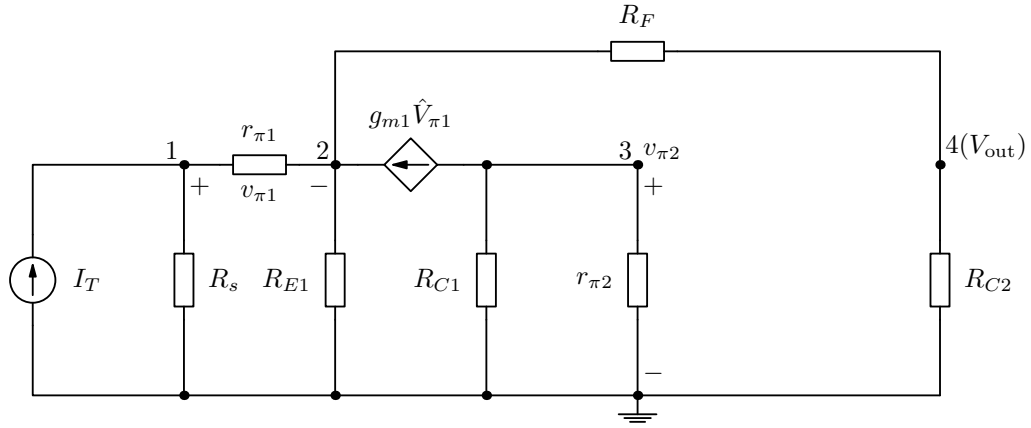 R_F
g_{m1}\hat{V}_{\pi1}
r_{\pi1}
1
2
3
v_{\pi2}
4(V_{out})
+
v_{\pi1}
−
+
I_T
R_s
R_{E1}
R_{C1}
r_{\pi2}
R_{C2}
−